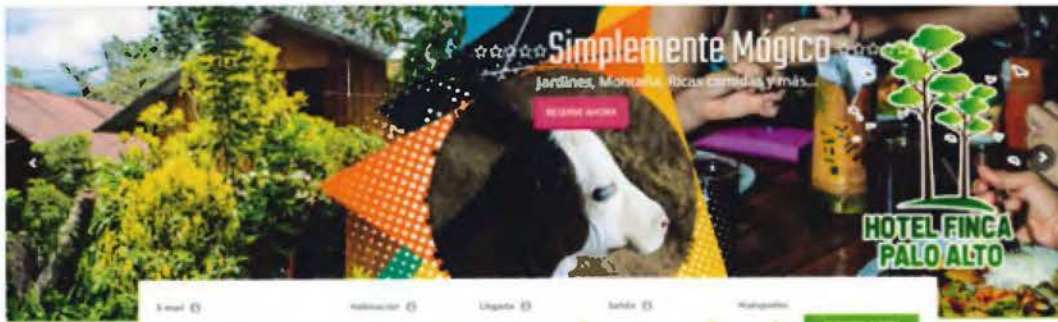 Simplemente Mágico
Jardines, Montaña, Ricas comidas y más...
RESERVE AHORA
HOTEL FINCA
PALO ALTO
E-mail
Habitación
Llegada
Salida
Huéspedes